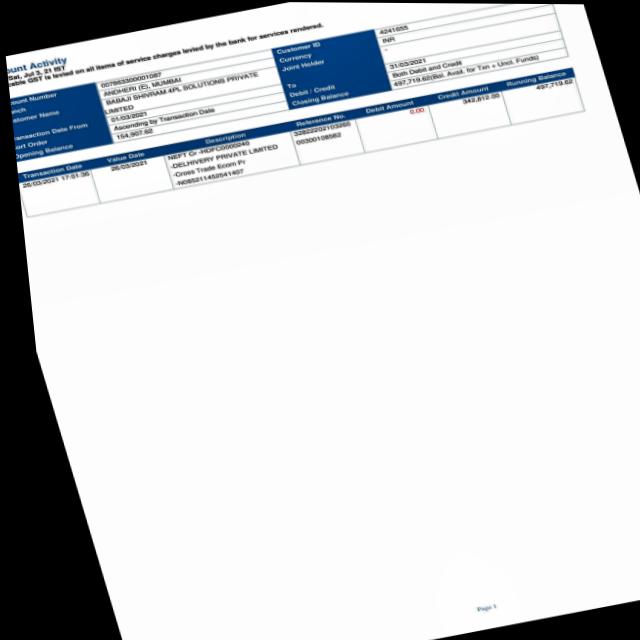 ount Activity
Sat, Jul 3, 21 IST
able GST is levied on all items of service charges levied by the bank for services rendered.
ount Number 007663300001087 Customer ID 4241655
nch ANDHERI (E), MUMBAI Currency INR
stomer Name BABAJI SHIVRAM 4PL SOLUTIONS PRIVATE LIMITED Joint Holder -
ransaction Date From 01/03/2021 To 31/03/2021
ort Order Ascending by Transaction Date Debit / Credit Both Debit and Credit
Opening Balance 154,907.62 Closing Balance 497,719.62(Bal. Avail. for Txn + Uncl. Funds)
Transaction Date Value Date Description Reference No. Debit Amount Credit Amount Running Balance
26/03/2021 17:51:36 26/03/2021 NEFT Cr -HDFC0000240 0.00 342,812.00 497,719.62
-DELHIVERY PRIVATE LIMITED
-Cross Trade Ecom Pr
-N085211452541407
Page 1